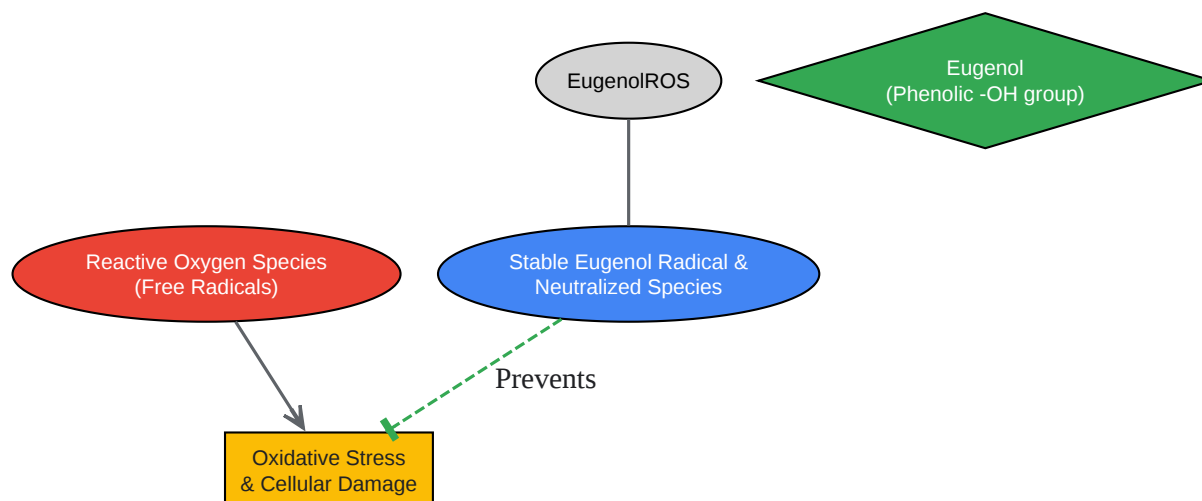 Eugenol
(Phenolic -OH group)
EugenolROS
Reactive Oxygen Species
(Free Radicals)
Stable Eugenol Radical &
Neutralized Species
Prevents
Oxidative Stress
& Cellular Damage